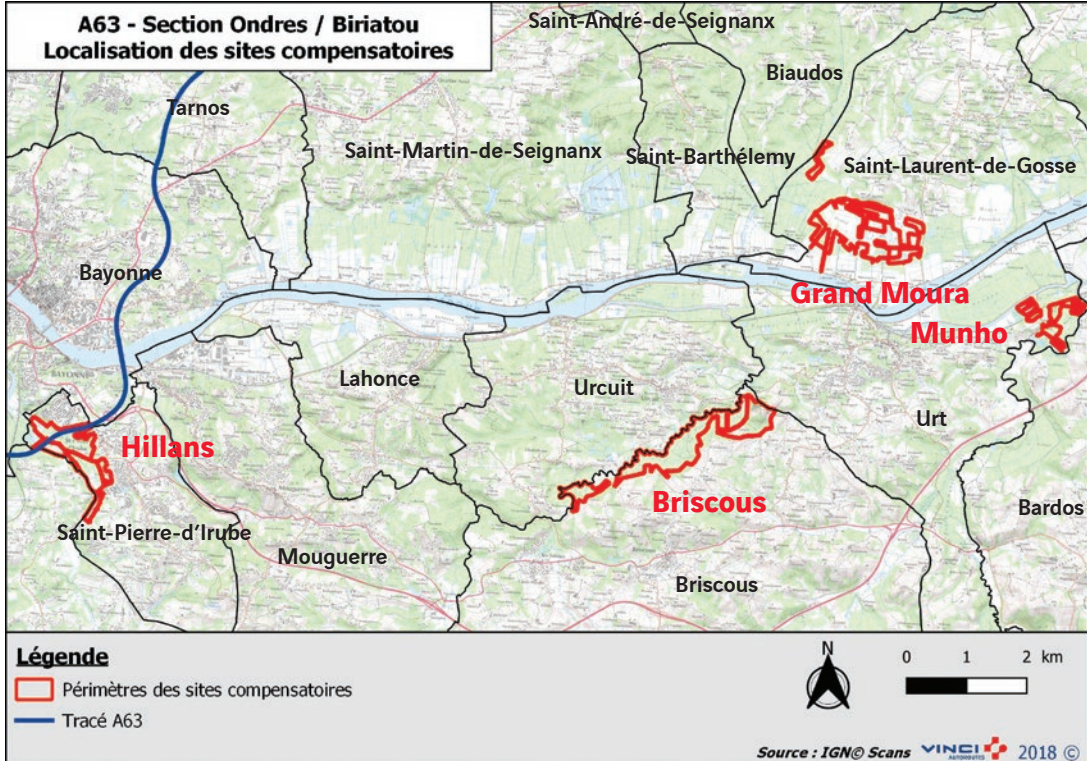 A63 - Section Ondres / Biriatou
Localisation des sites compensatoires
Saint-André-de-Seignanx
Biaudos
Tarnos
Saint-Martin-de-Seignanx
Saint-Barthélemy
Saint-Laurent-de-Gosse
Bayonne
Grand Moura
Munho
Lahonce
Urcuit
Urt
Hillans
Briscous
Bardos
Saint-Pierre-d'Irube
Mouguerre
Briscous
BAYONNE
Légende
Périmètres des sites compensatoires
Tracé A63
N
0 1 2 km
Source : IGN© Scans VINCI AUTOROUTES 2018 ©